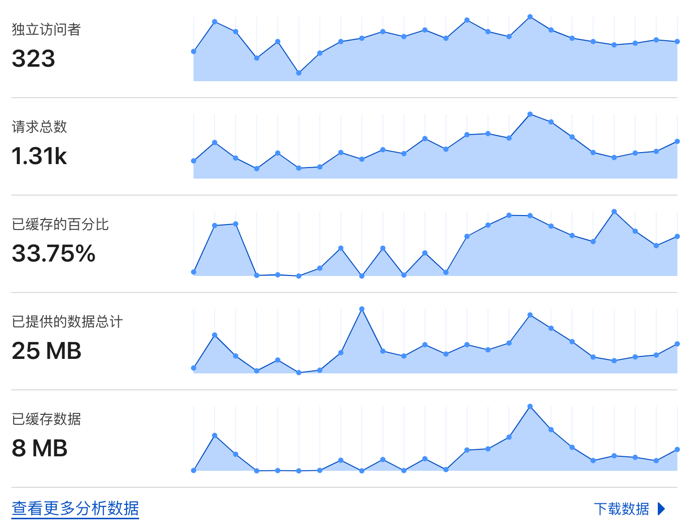 独立访问者
323
请求总数
1.31k
已缓存的百分比
33.75%
已提供的数据总计
25 MB
已缓存数据
8 MB
查看更多分析数据
下载数据